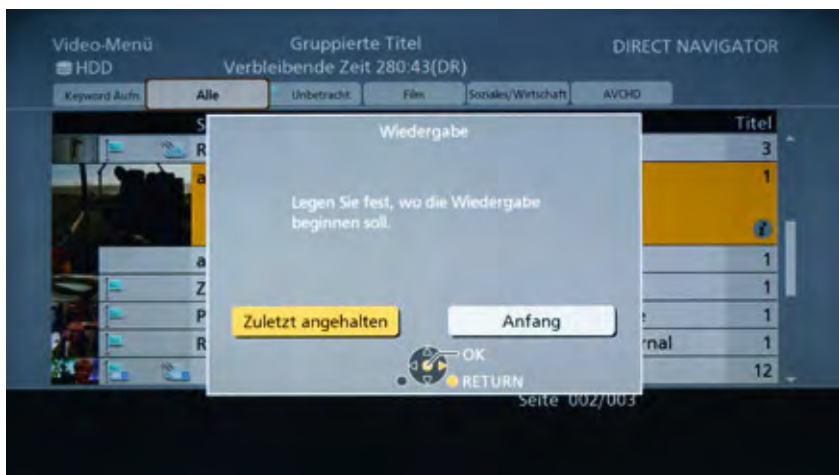 Video-Menü
Gruppierte Titel
DIRECT NAVIGATOR
HDD
Verbleibende Zeit 280:43(DR)
Keyword Aufn.
Alle
Unbetracht.
Film
Soziales/Wirtschaft
AVCHD
S
Titel
R
3
a
1
a
1
Z
1
P
e
1
R
rnal
1
12
Wiedergabe
Legen Sie fest, wo die Wiedergabe
beginnen soll.
Zuletzt angehalten
Anfang
OK
RETURN
Seite 002/003